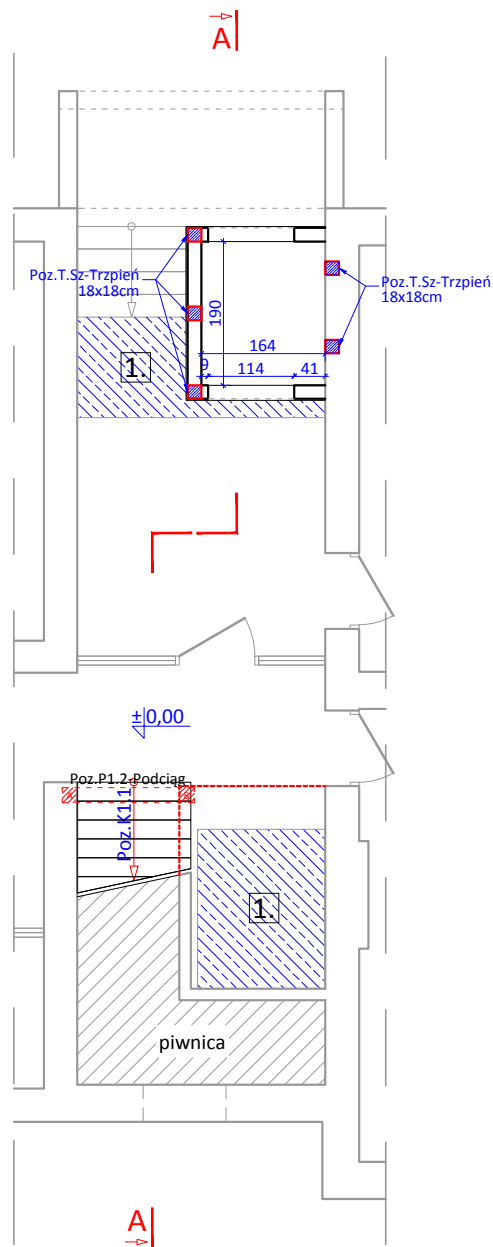 A
Poz.T.Sz-Trzpień
18x18cm
Poz.T.Sz-Trzpień
18x18cm
190
164
9
114
41
1.
±0,00
Poz.P1.2-Podciąg
Poz.K1.1
1.
piwnica
A